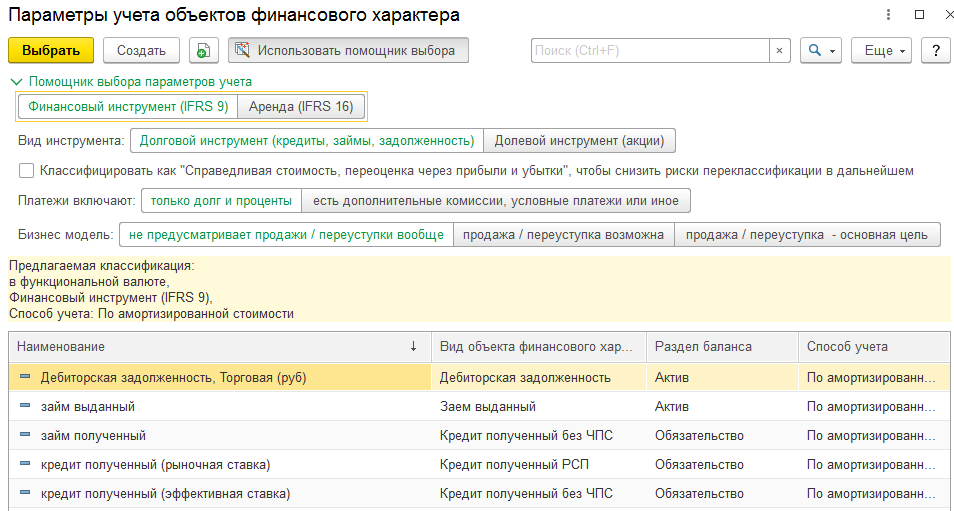 Параметры учета объектов финансового характера
Выбрать Создать Использовать помощник выбора Поиск (Ctrl+F) × Еще ?
Помощник выбора параметров учета
Финансовый инструмент (IFRS 9) Аренда (IFRS 16)
Вид инструмента: Долговой инструмент (кредиты, займы, задолженность) Долевой инструмент (акции)
Классифицировать как "Справедливая стоимость, переоценка через прибыли и убытки", чтобы снизить риски переклассификации в дальнейшем
Платежи включают: только долг и проценты есть дополнительные комиссии, условные платежи или иное
Бизнес модель: не предусматривает продажи / переуступки вообще продажа / переуступка возможна продажа / переуступка - основная цель
Предлагаемая классификация:
в функциональной валюте,
Финансовый инструмент (IFRS 9),
Способ учета: По амортизированной стоимости
Наименование ↓ Вид объекта финансового хар... Раздел баланса Способ учета
Дебиторская задолженность, Торговая (руб) Дебиторская задолженность Актив По амортизированн...
займ выданный Заем выданный Актив По амортизированн...
займ полученный Кредит полученный без ЧПС Обязательство По амортизированн...
кредит полученный (рыночная ставка) Кредит полученный РСП Обязательство По амортизированн...
кредит полученный (эффективная ставка) Кредит полученный без ЧПС Обязательство По амортизированн...